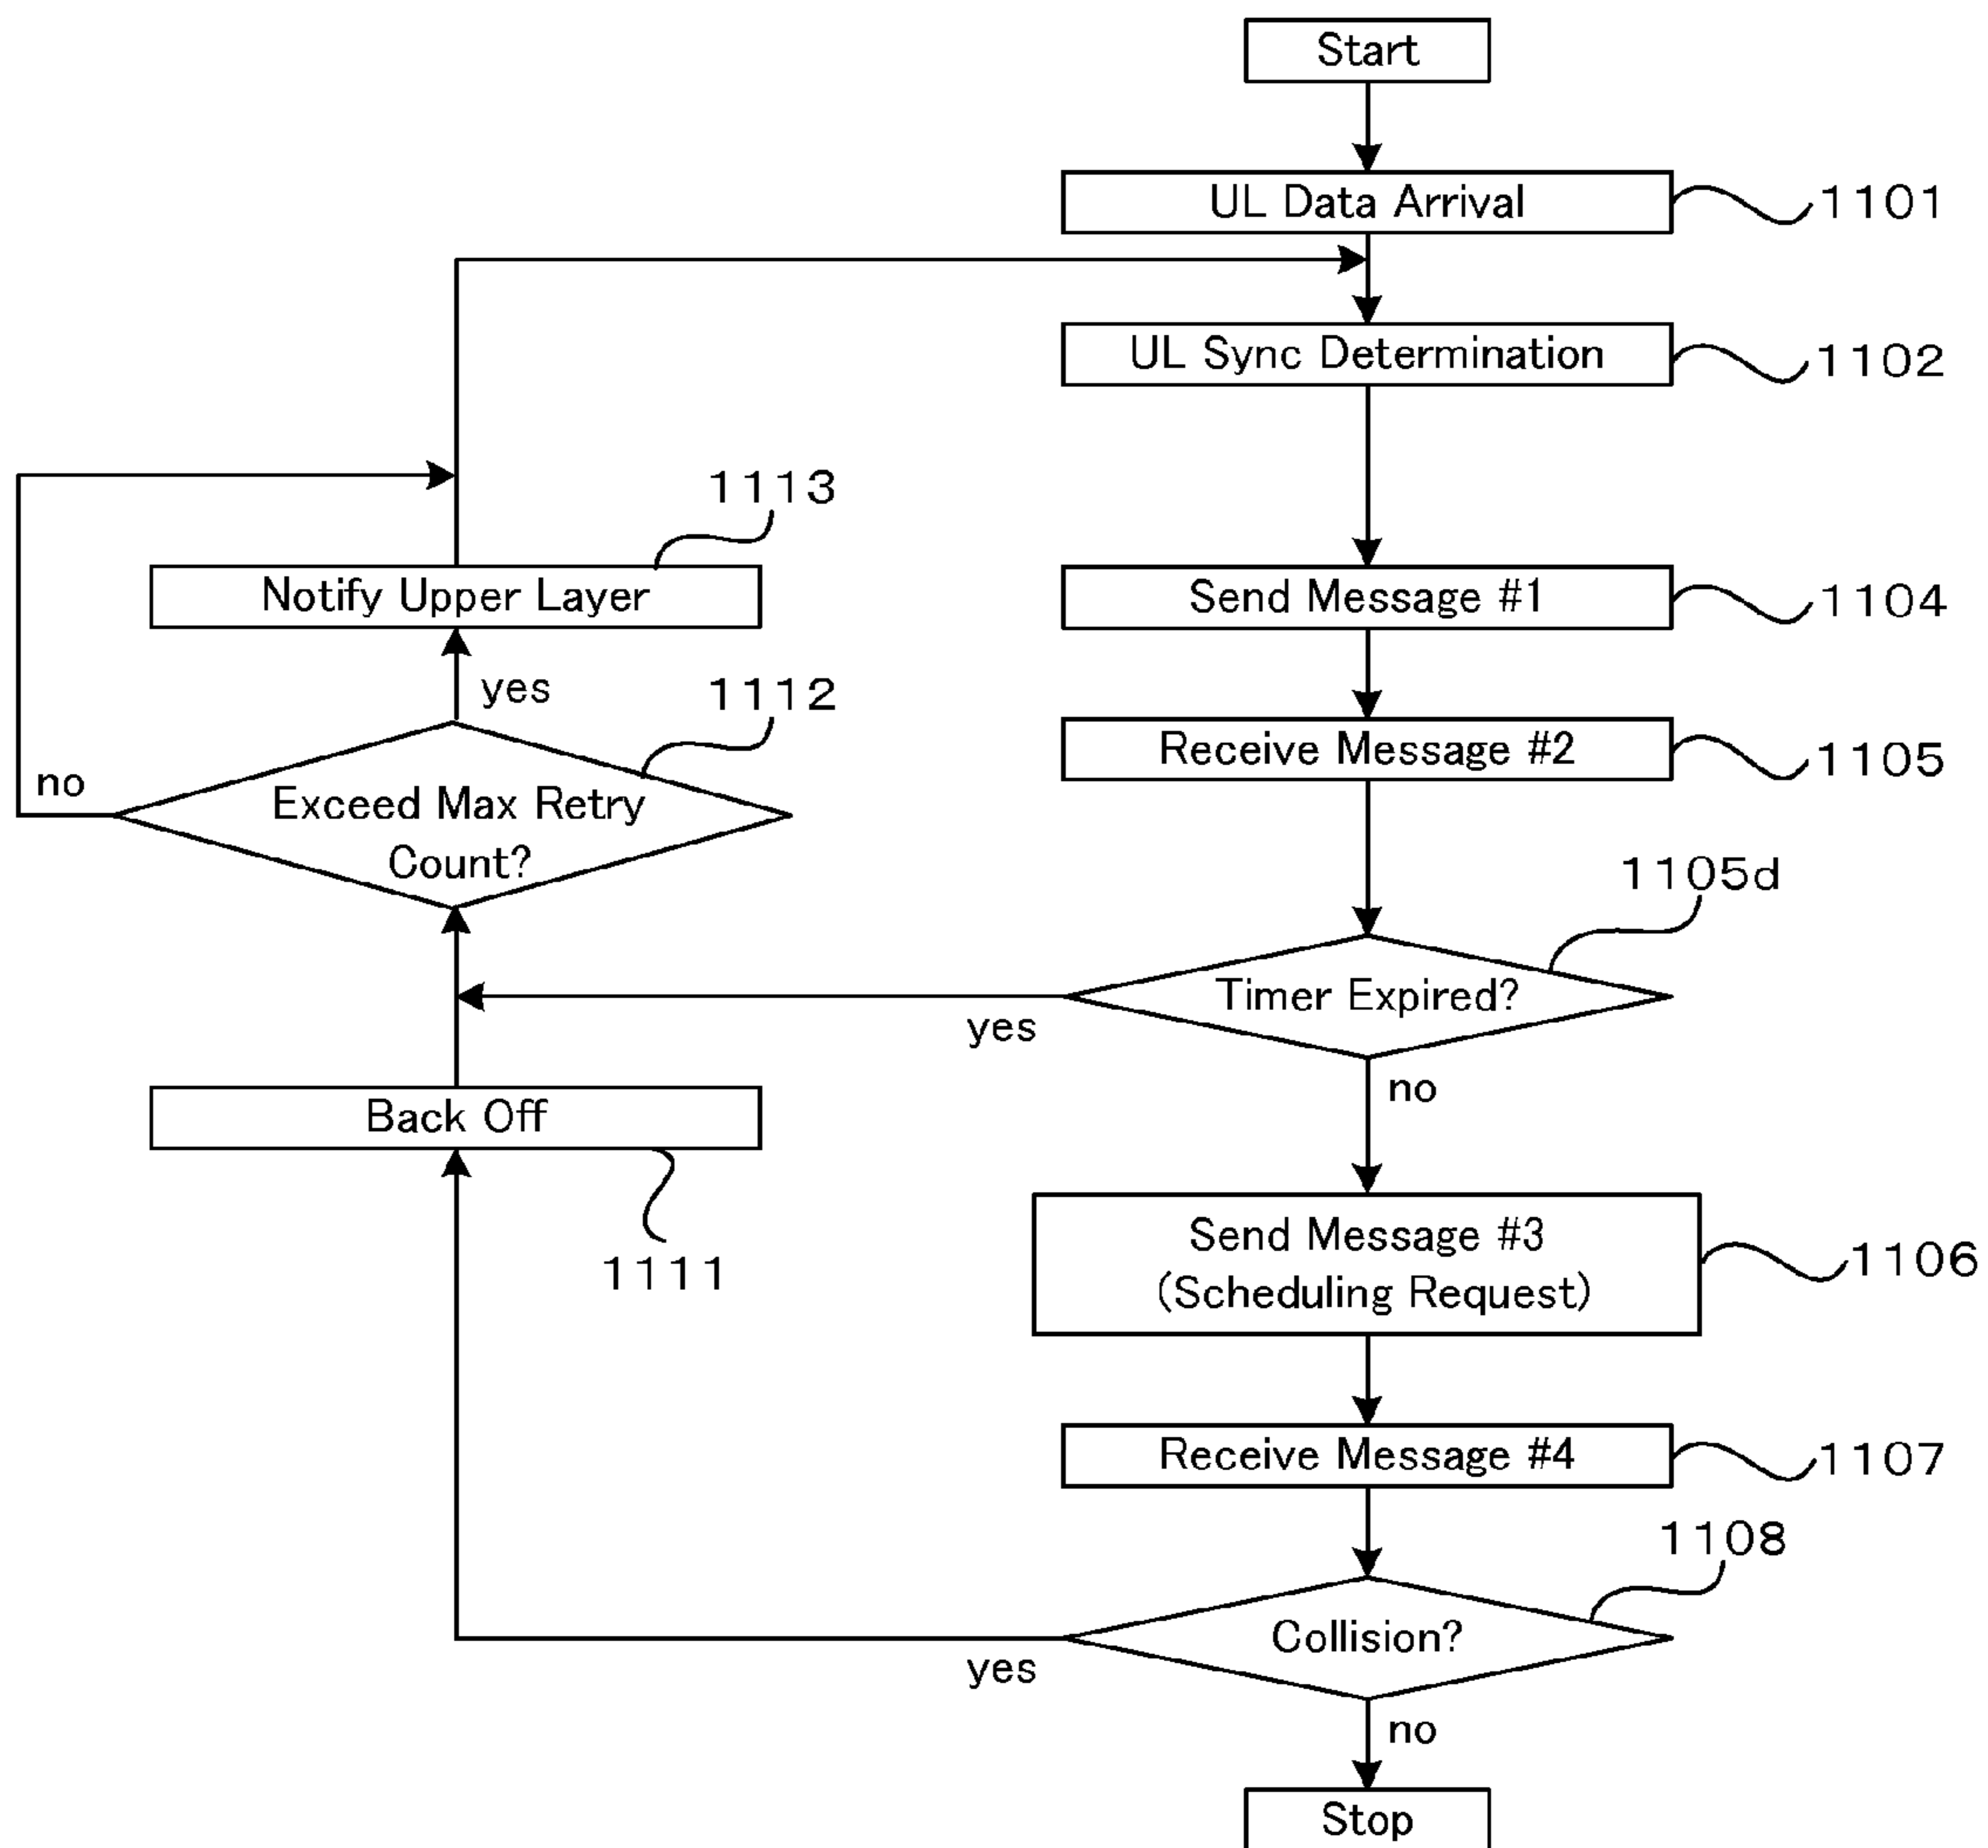 Start
UL Data Arrival
1101
UL Sync Determination
1102
1113
Notify Upper Layer
Send Message #1
1104
yes
1112
Receive Message #2
1105
no
Exceed Max Retry
Count?
1105d
Timer Expired?
yes
no
Back Off
1111
Send Message #3
(Scheduling Request)
1106
Receive Message #4
1107
1108
Collision?
yes
no
Stop